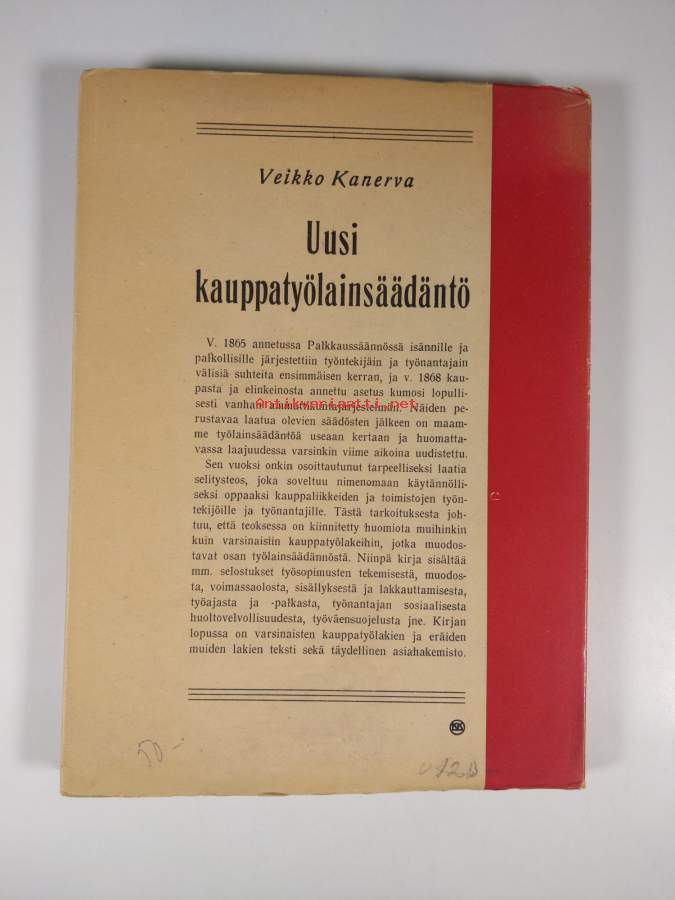 Veikko Kanerva
Uusi
kauppatyölainsäädäntö
V. 1865 annetussa Palkkaussäännössä isännille ja
palkollisille järjestettiin työntekijäin ja työnantajain
välisiä suhteita ensimmäisen kerran, ja v. 1868 kau-
pasta ja elinkeinosta annettu asetus kumosi lopulli-
sesti vanhan ammattikuntajärjestelmän. Näiden pe-
Antikvariaatti.net
rustavaa laatua olevien säädösten jälkeen on maam-
me työlainsäädäntöä useaan kertaan ja huomatta-
vassa laajuudessa varsinkin viime aikoina uudistettu.
Sen vuoksi onkin osoittautunut tarpeelliseksi laatia
selitysteos, joka soveltuu nimenomaan käytännölli-
seksi oppaaksi kauppaliikkeiden ja toimistojen työn-
tekijöille ja työnantajille. Tästä tarkoituksesta joh-
tuu, että teoksessa on kiinnitetty huomiota muihinkin
kuin varsinaisiin kauppatyölakeihin, jotka muodos-
tavat osan työlainsäädännöstä. Niinpä kirja sisältää
mm. selostukset työsopimusten tekemisestä, muodos-
ta, voimassaolosta, sisällyksestä ja lakkauttamisesta,
työajasta ja -palkasta, työnantajan sosiaalisesta
huoltovelvollisuudesta, työväensuojelusta jne. Kirjan
lopussa on varsinaisten kauppatyölakien ja eräiden
muiden lakien teksti sekä täydellinen asiahakemisto.
50-